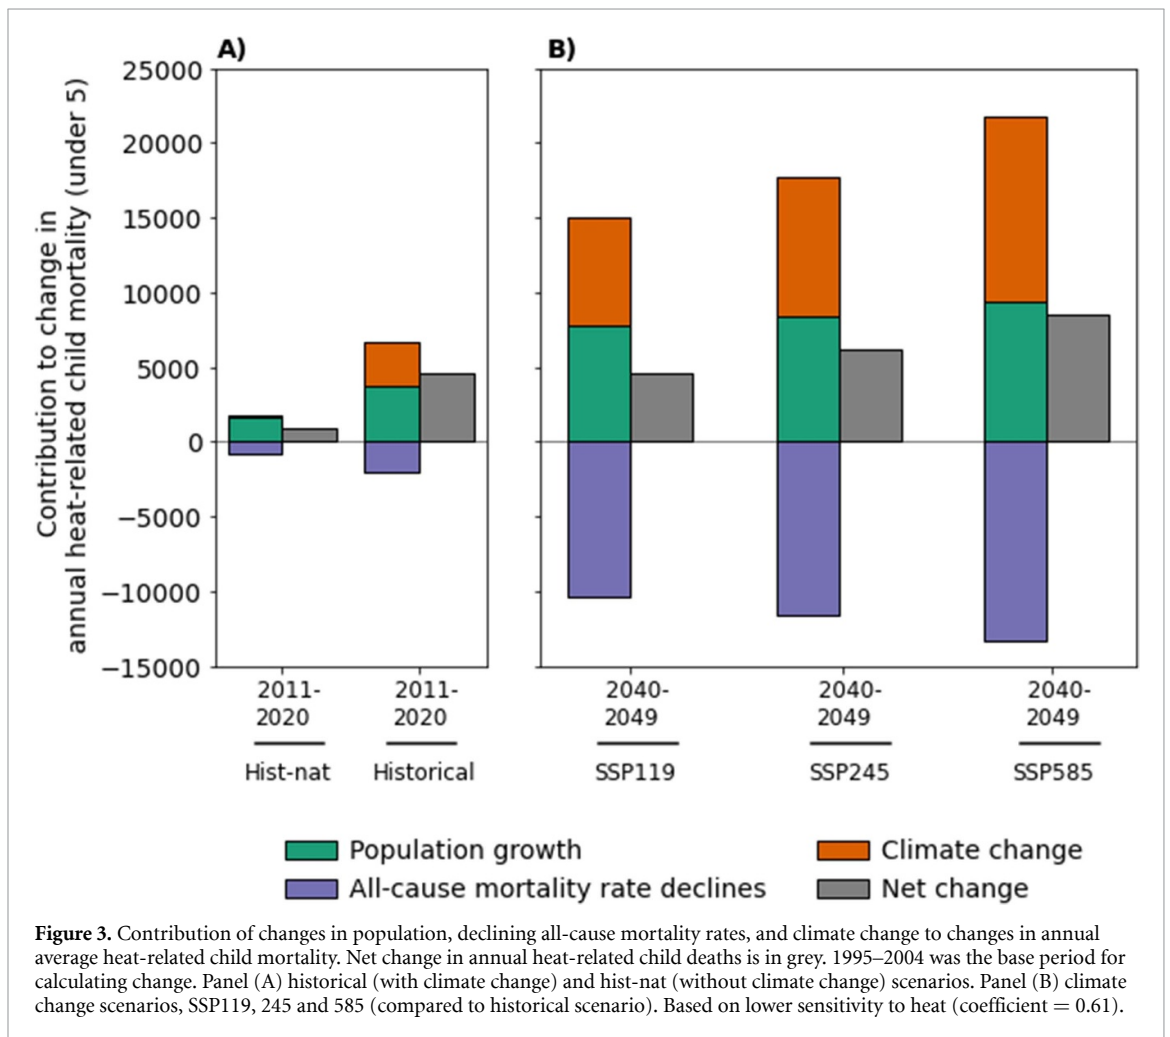 A)
B)
Contribution to change in
annual heat-related child mortality (under 5)
25000
20000
15000
10000
5000
0
−5000
−10000
−15000
2011-
2020
Hist-nat
2011-
2020
Historical
2040-
2049
SSP119
2040-
2049
SSP245
2040-
2049
SSP585
Population growth
All-cause mortality rate declines
Climate change
Net change
Figure 3. Contribution of changes in population, declining all-cause mortality rates, and climate change to changes in annual
average heat-related child mortality. Net change in annual heat-related child deaths is in grey. 1995–2004 was the base period for
calculating change. Panel (A) historical (with climate change) and hist-nat (without climate change) scenarios. Panel (B) climate
change scenarios, SSP119, 245 and 585 (compared to historical scenario). Based on lower sensitivity to heat (coefficient = 0.61).